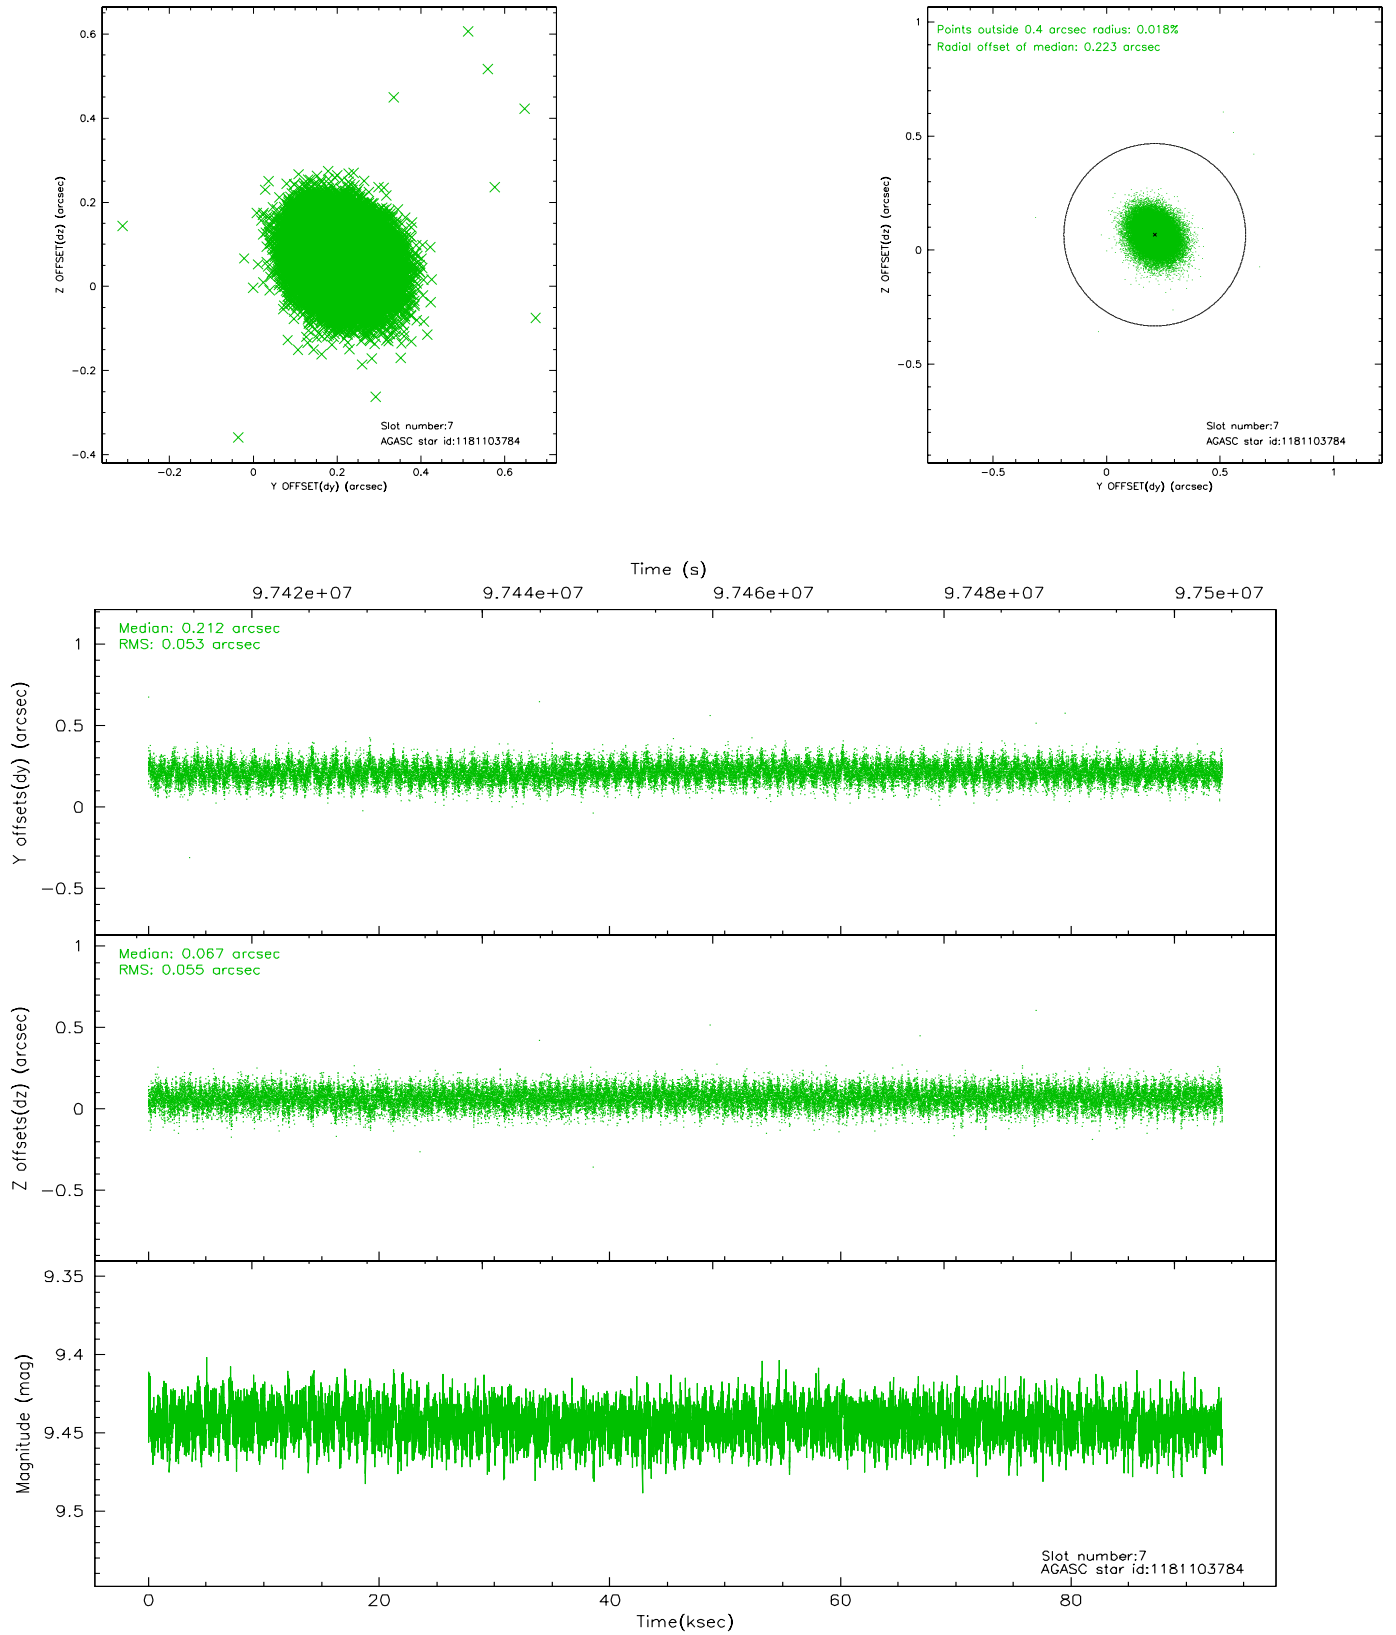 0.6
0.4
0.2
0
−0.2
−0.4
Z OFFSET(dz) (arcsec)
−0.2 0 0.2 0.4 0.6
Y OFFSET(dy) (arcsec)
Slot number:7
AGASC star id:1181103784
Points outside 0.4 arcsec radius: 0.018%
Radial offset of median: 0.223 arcsec
1
0.5
0
−0.5
Z OFFSET(dz) (arcsec)
−0.5 0 0.5 1
Y OFFSET(dy) (arcsec)
Slot number:7
AGASC star id:1181103784
Time (s)
9.742e+07 9.744e+07 9.746e+07 9.748e+07 9.75e+07
Median: 0.212 arcsec
RMS: 0.053 arcsec
1
0.5
0
−0.5
Y offsets(dy) (arcsec)
Median: 0.067 arcsec
RMS: 0.055 arcsec
1
0.5
0
−0.5
Z offsets(dz) (arcsec)
9.35
9.4
9.45
9.5
Magnitude (mag)
Slot number:7
AGASC star id:1181103784
0 20 40 60 80
Time(ksec)